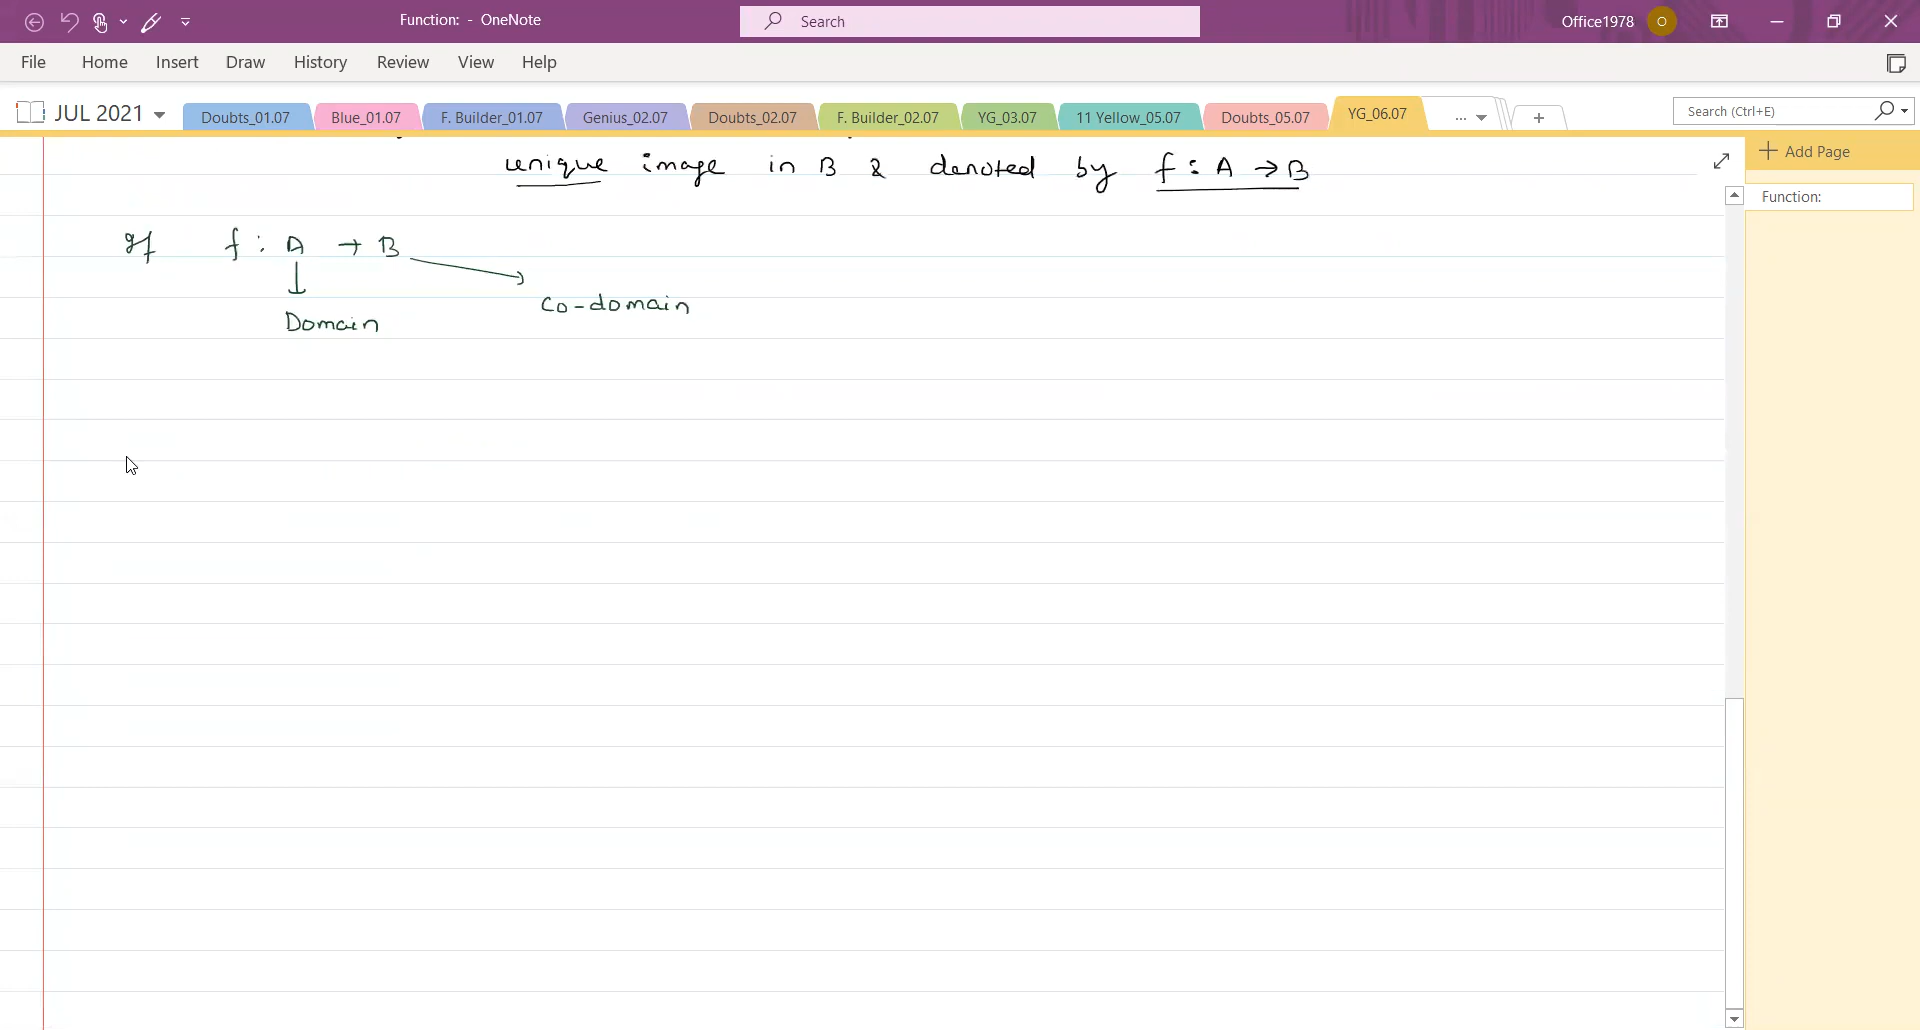 Function: - OneNote
Search
Office1978
O
File Home Insert Draw History Review View Help
JUL 2021
Doubts_01.07 Blue_01.07 F. Builder_01.07 Genius_02.07 Doubts_02.07 F. Builder_02.07 YG_03.07 11 Yellow_05.07 Doubts_05.07 YG_06.07 ... +
Search (Ctrl+E)
Add Page
Function:
unique image in B & denoted by f : A → B
If f : A → B
Co-domain
Domain